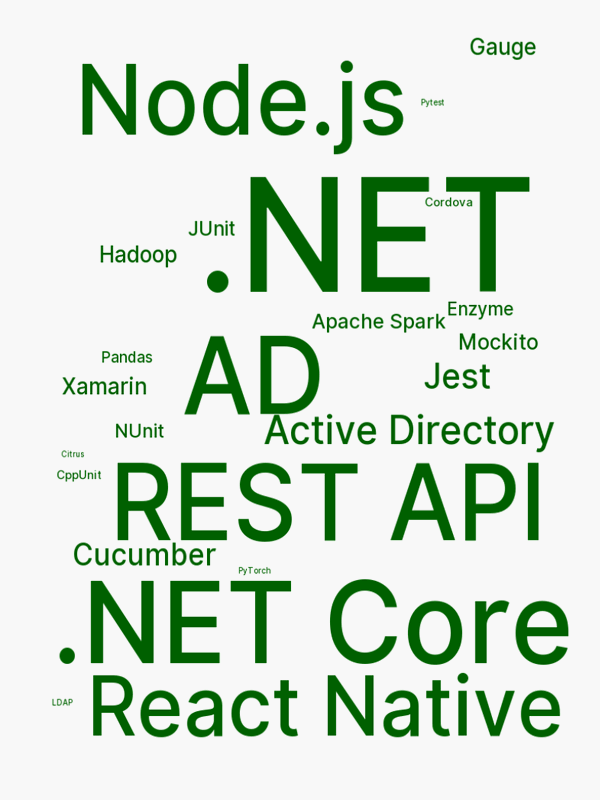 Gauge
Node.js
Pytest
.NET
Cordova
JUnit
Hadoop
Enzyme
Apache Spark
Mockito
AD
Pandas
Jest
Xamarin
NUnit
Active Directory
Citrus
CppUnit
REST API
Cucumber
PyTorch
.NET Core
LDAP
React Native